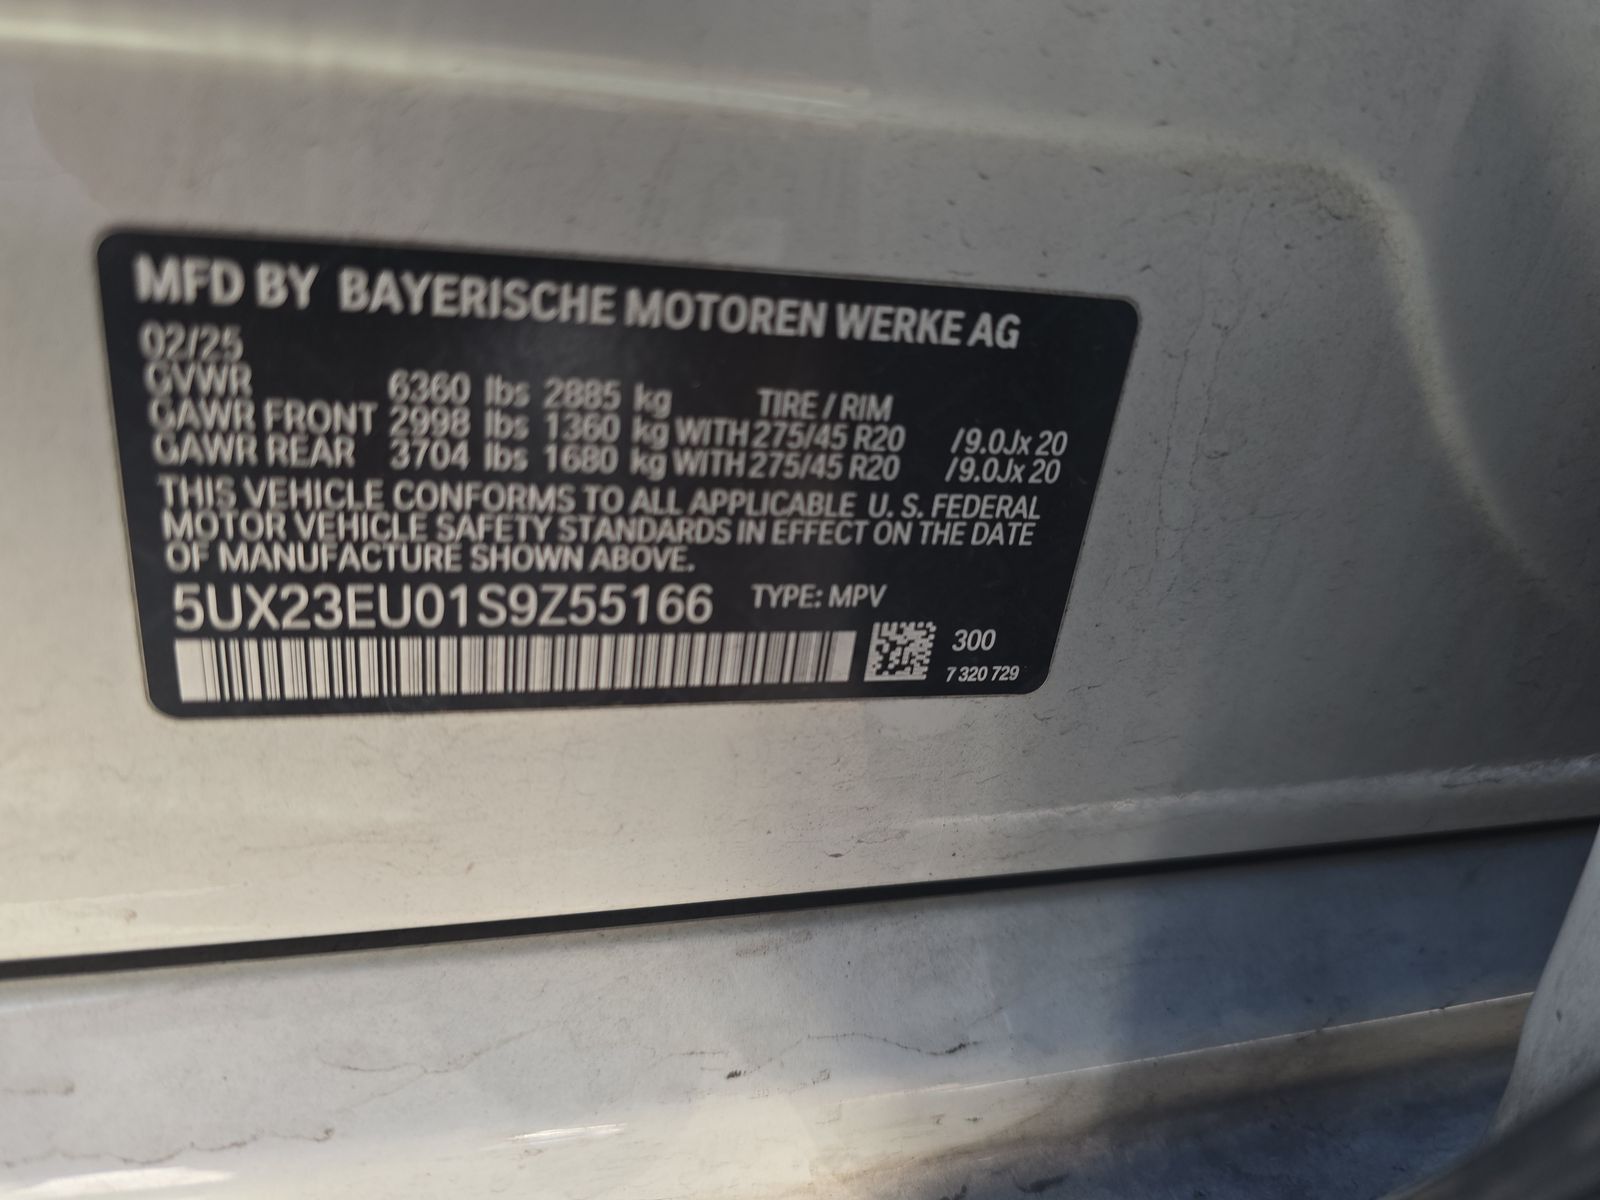 MFD BY BAYERISCHE MOTOREN WERKE AG
02/25
GVWR 6360 lbs 2885 kg TIRE / RIM
GAWR FRONT 2998 lbs 1360 kg WITH 275/45 R20 /9.0Jx 20
GAWR REAR 3704 lbs 1680 kg WITH 275/45 R20 /9.0Jx 20
THIS VEHICLE CONFORMS TO ALL APPLICABLE U. S. FEDERAL
MOTOR VEHICLE SAFETY STANDARDS IN EFFECT ON THE DATE
OF MANUFACTURE SHOWN ABOVE.
5UX23EU01S9Z55166 TYPE: MPV
300
7 320 729